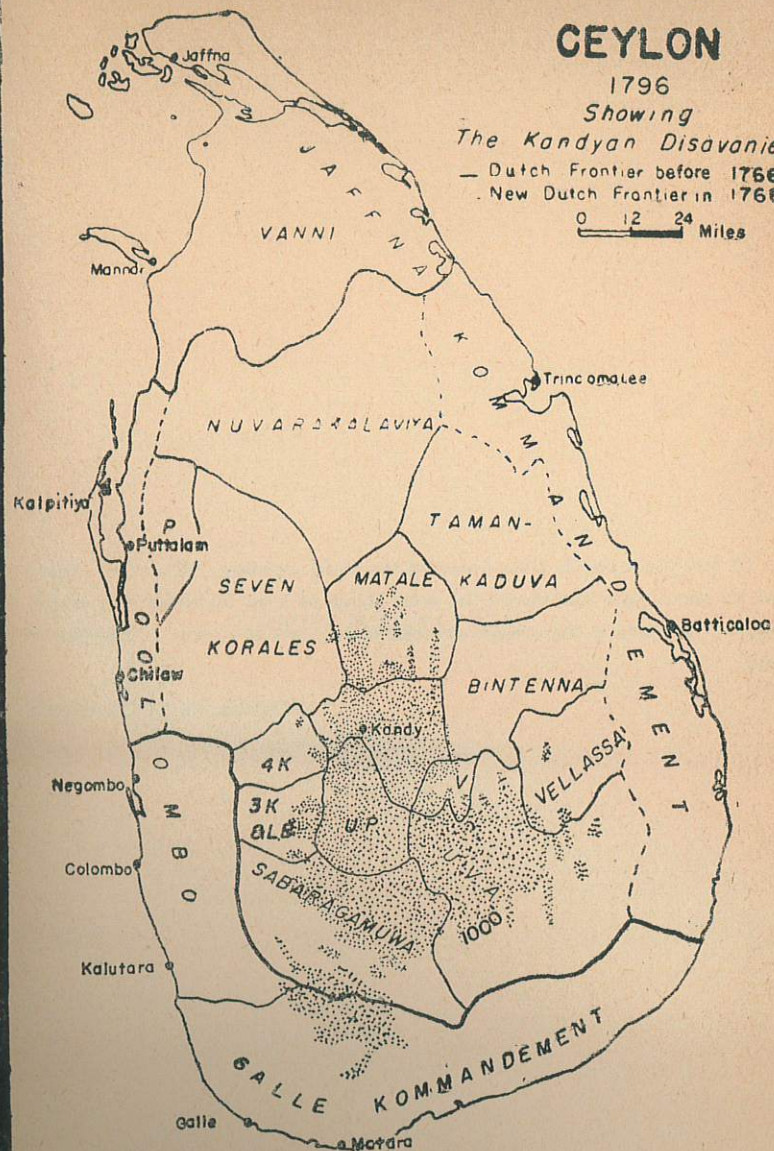 CEYLON
1796
Showing
The Kandyan Disavanie
Dutch Frontier before 1766
New Dutch Frontier in 1766
0 12 24 Miles
Jaffna
JAFFNA
VANNI
Mannar
KOMMANDEMENT
Trincomalee
NUVARAKALAVIYA
Kalpitiya
P
Puttalam
TAMAN-
KADUVA
SEVEN
KORALES
MATALE
Batticaloa
BINTENNA
Chilaw
Kandy
4K
V
VELLASSA
Negombo
3K
UP
UVA
Colombo
SABARAGAMUWA
1000
Kalutara
GALLE KOMMANDEMENT
Galle
Matara